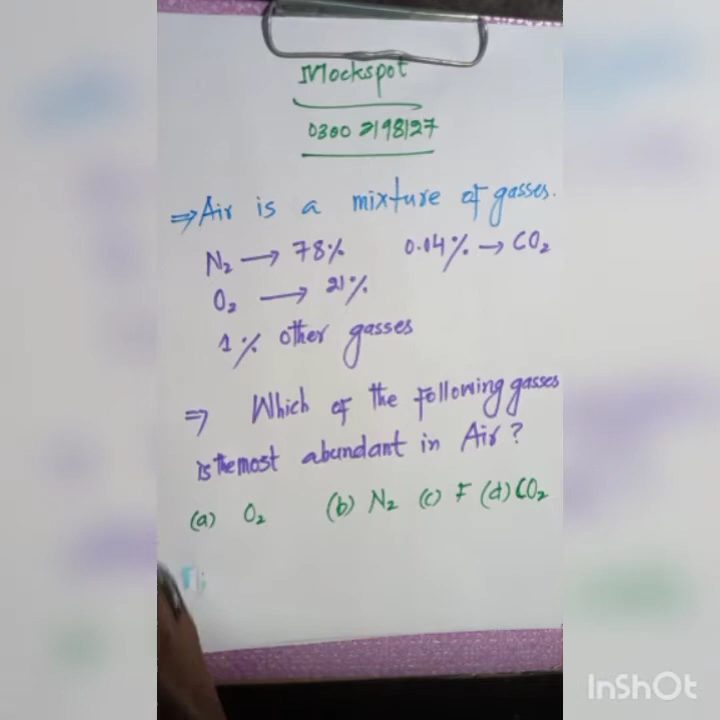 Mockspot
0300 2198127
⇒ Air is a mixture of gasses.
N₂ → 78% 0.04% → CO₂
O₂ → 21%
1% other gasses
⇒ Which of the following gasses
is the most abundant in Air?
(a) O₂ (b) N₂ (c) F (d) CO₂
InShOt